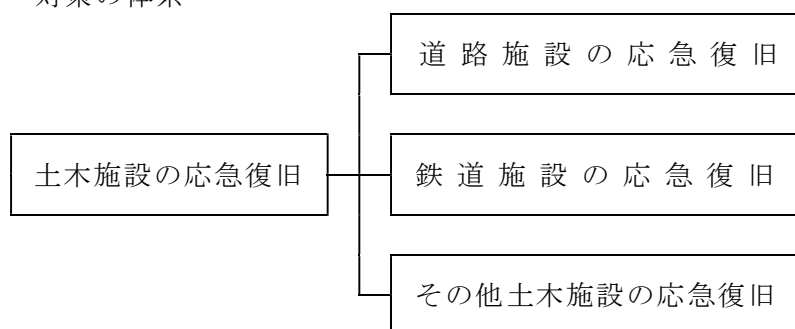 対策の体系
道路施設の応急復旧
土木施設の応急復旧
鉄道施設の応急復旧
その他土木施設の応急復旧